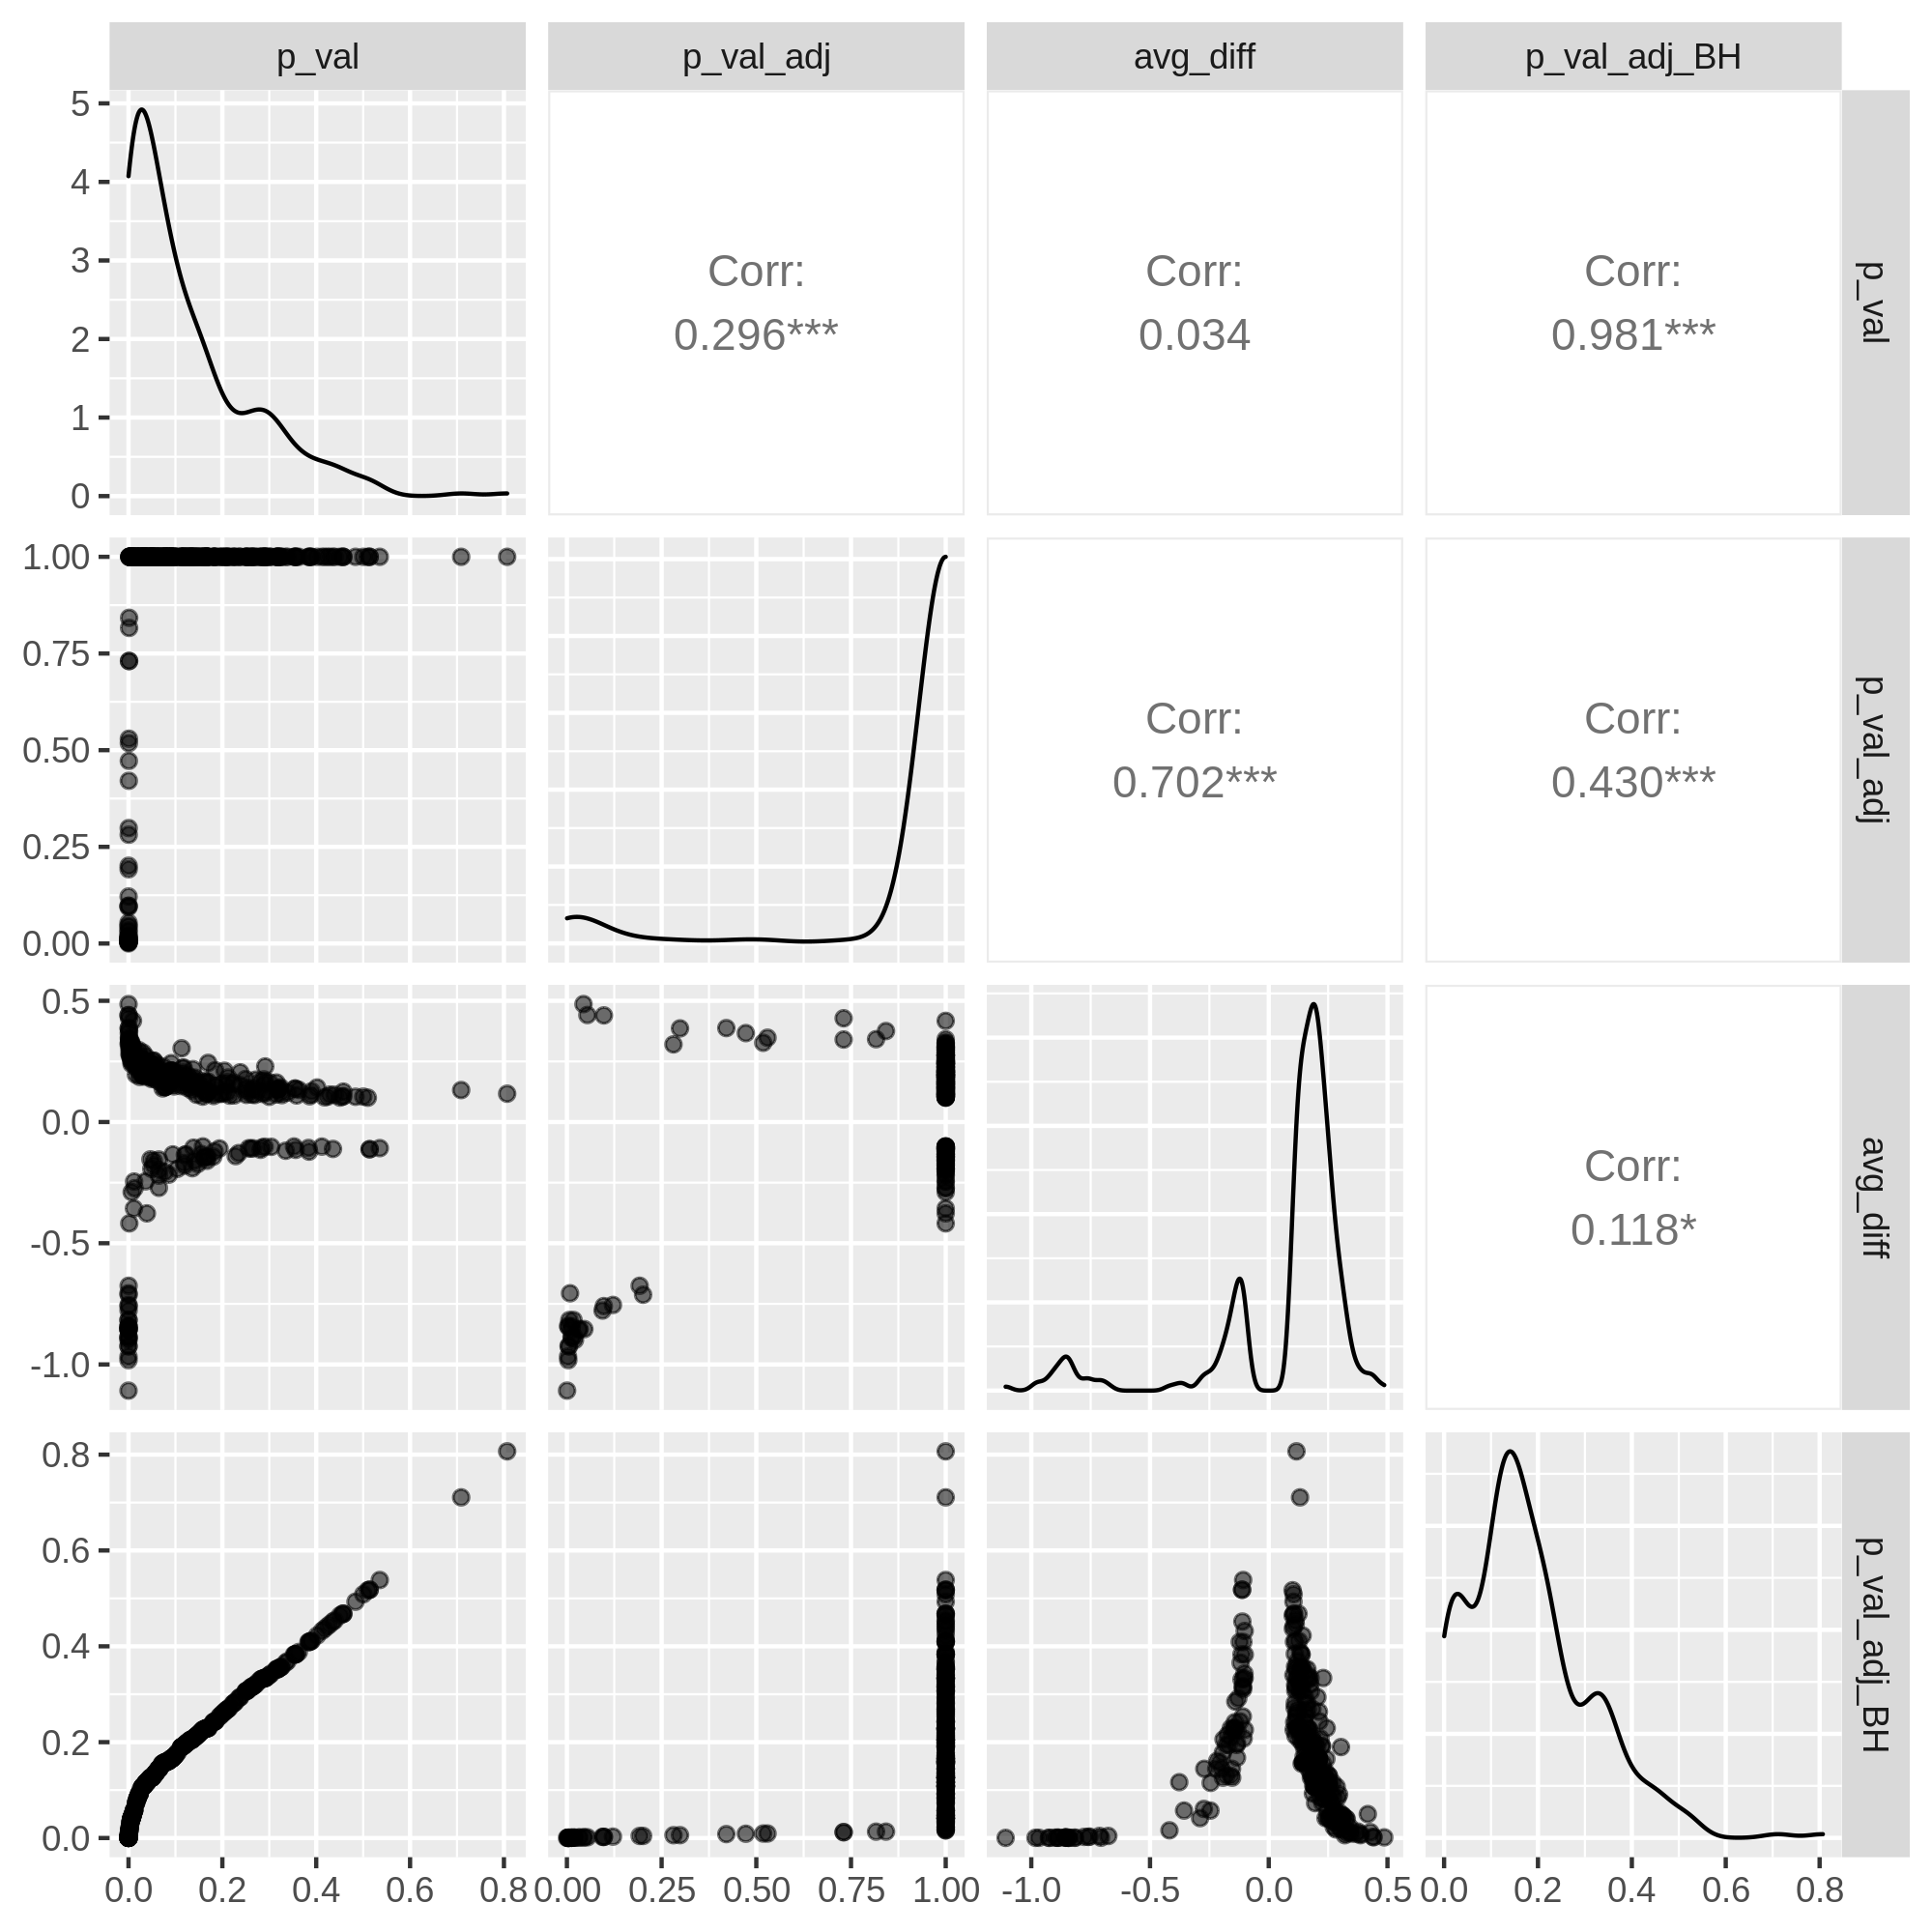 p_val
p_val_adj
avg_diff
p_val_adj_BH
5
4
3
2
1
0
Corr:
0.296***
Corr:
0.034
Corr:
0.981***
p_val
1.00
0.75
0.50
0.25
0.00
Corr:
0.702***
Corr:
0.430***
p_val_adj
0.5
0.0
-0.5
-1.0
Corr:
0.118*
avg_diff
0.8
0.6
0.4
0.2
0.0
p_val_adj_BH
0.0 0.2 0.4 0.6 0.8
0.00 0.25 0.50 0.75 1.00
-1.0 -0.5 0.0 0.5
0.0 0.2 0.4 0.6 0.8